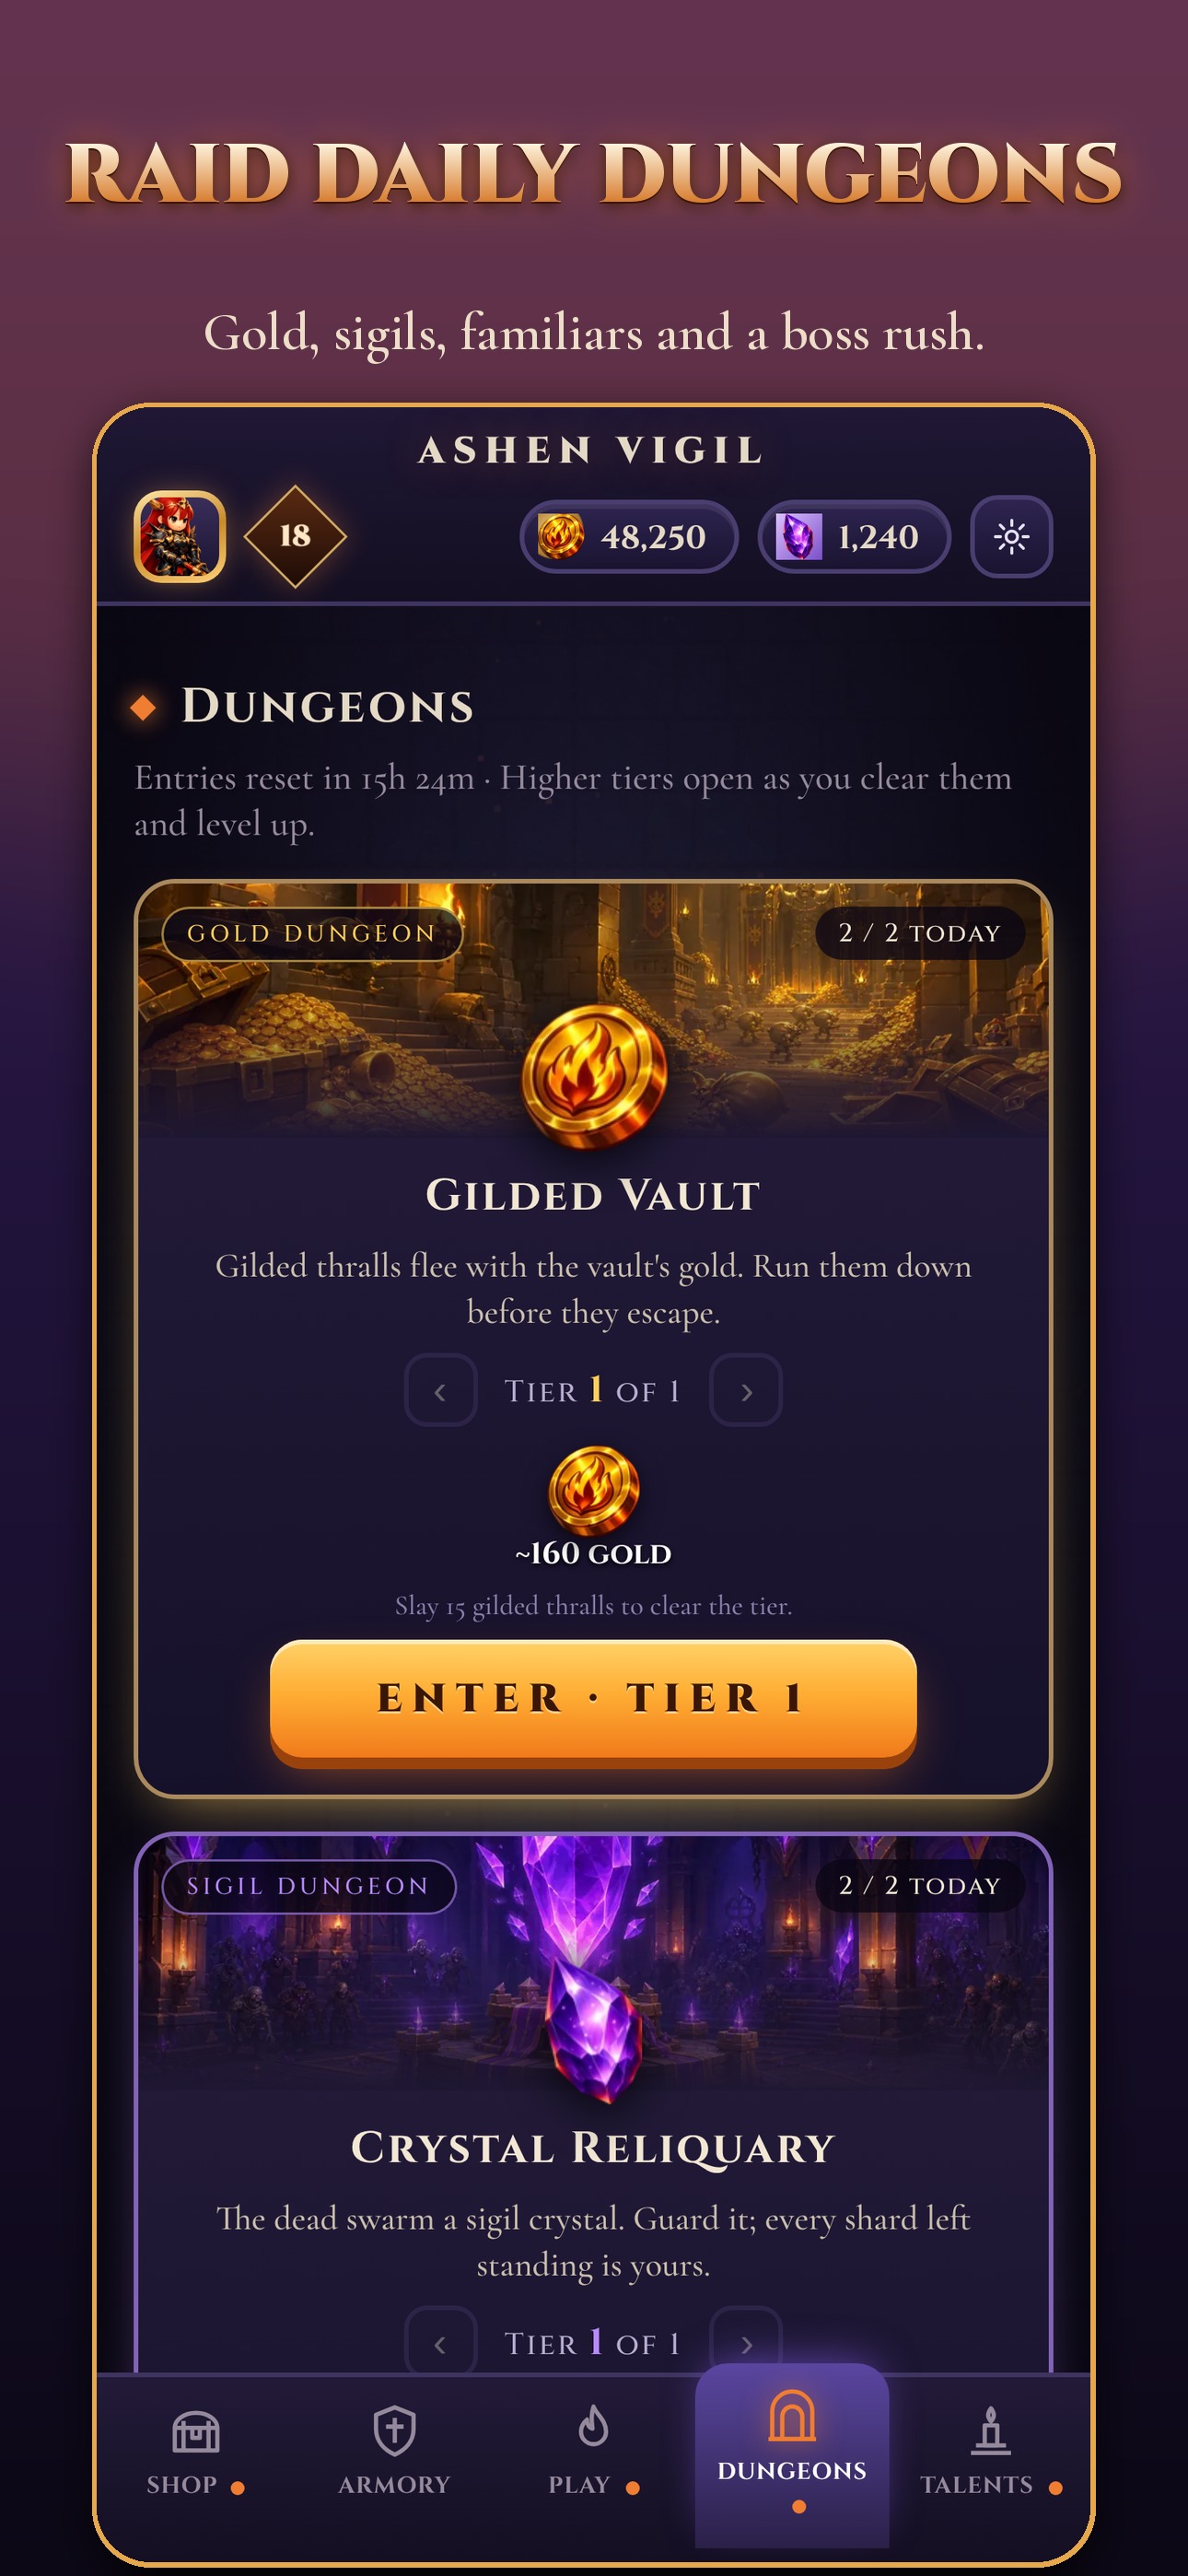 RAID DAILY DUNGEONS
Gold, sigils, familiars and a boss rush.
ASHEN VIGIL
18
48,250
1,240
DUNGEONS
Entries reset in 15h 24m · Higher tiers open as you clear them
and level up.
GOLD DUNGEON
2 / 2 TODAY
GILDED VAULT
Gilded thralls flee with the vault's gold. Run them down
before they escape.
‹ TIER 1 OF 1 ›
~160 GOLD
Slay 15 gilded thralls to clear the tier.
ENTER · TIER 1
SIGIL DUNGEON
2 / 2 TODAY
CRYSTAL RELIQUARY
The dead swarm a sigil crystal. Guard it; every shard left
standing is yours.
‹ TIER 1 OF 1 ›
SHOP
ARMORY
PLAY
DUNGEONS
TALENTS